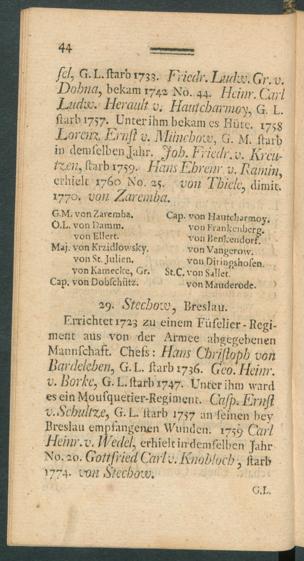 44
sel, G. L. starb 1733. Friedr. Ludw. Gr. v.
Dohna, bekam 1742 No. 44. Heinr. Carl
Ludw. Herault v. Hautcharmoy, G. L.
starb 1757. Unter ihm bekam es Hüte. 1758
Lorenz Ernst v. Münchow, G. M. starb
in demselben Jahr. Joh. Friedr. v. Kreu-
tzen, starb 1759. Hans Ehrenr v. Ramin,
erhielt 1760 No. 25. von Thiele, dimit.
1770. von Zaremba.
G.M. von Zaremba.
O.L. von Damm.
von Ellert.
Maj. von Krzidlowsky.
von St. Julien.
von Kamecke, Gr.
Cap. von Dobschütz.
Cap. von Hautcharmoy.
von Frankenberg.
von Benkendorf.
von Vangerow.
von Diringshofen.
St.C. von Sallet.
von Mauderode.
29. Stechow, Breslau.
Errichtet 1723 zu einem Füselier-Regi-
ment aus von der Armee abgegebenen
Mannschaft. Chefs: Hans Christoph von
Bardeleben, G. L. starb 1736. Geo. Heinr.
v. Borke, G. L. starb 1747. Unter ihm ward
es ein Mousquetier-Regiment. Casp. Ernst
v. Schultze, G. L. starb 1757 an seinen bey
Breslau empfangenen Wunden. 1759 Carl
Heinr. v. Wedel, erhielt in demselben Jahr
No. 20. Gottfried Carl v. Knobloch, starb
1774. von Stechow.
G.L.